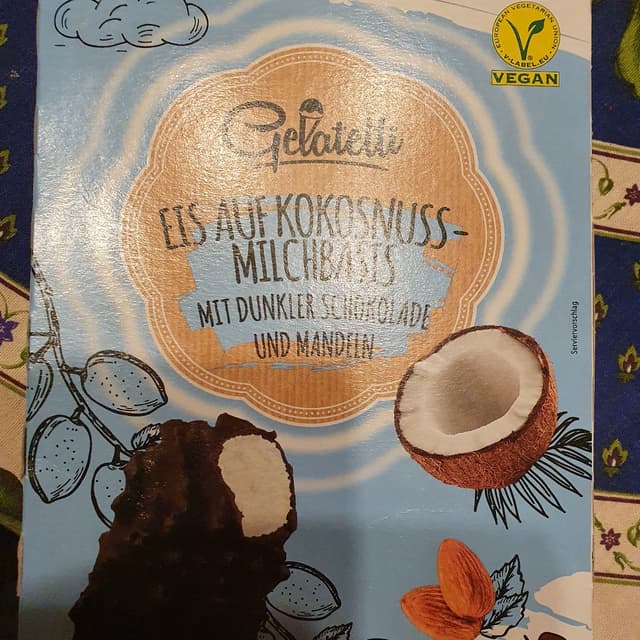 EUROPEAN VEGETARIAN UNION
V-LABEL.EU
VEGAN
Gelatelli
EIS AUF KOKOSNUSS-
MILCHBASIS
MIT DUNKLER SCHOKOLADE
UND MANDELN
Serviervorschlag